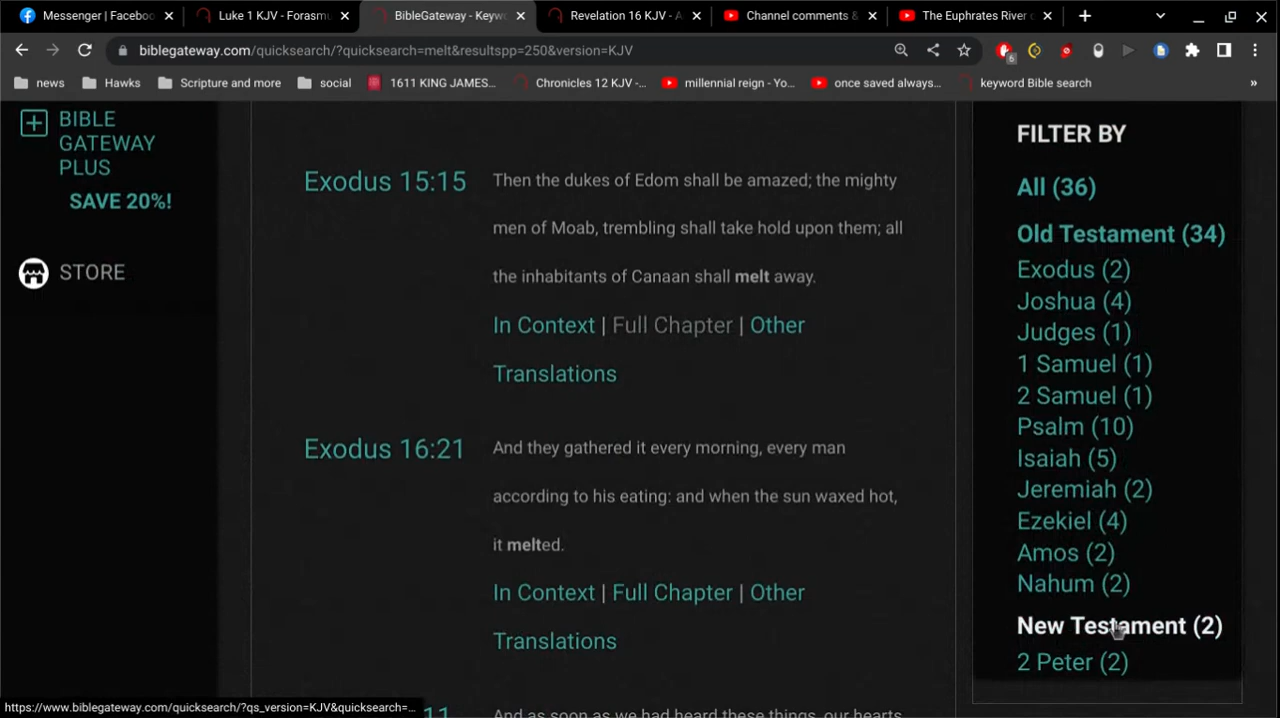 Messenger | Faceboo
Luke 1 KJV - Forasmu
BibleGateway - Keywo
Revelation 16 KJV - A
Channel comments &
The Euphrates River o
biblegateway.com/quicksearch/?quicksearch=melt&resultspp=250&version=KJV
6
news
Hawks
Scripture and more
social
1611 KING JAMES...
Chronicles 12 KJV -...
millennial reign - Yo...
once saved always...
keyword Bible search
»
BIBLE
GATEWAY
PLUS
SAVE 20%!
STORE
Exodus 15:15
Then the dukes of Edom shall be amazed; the mighty
men of Moab, trembling shall take hold upon them; all
the inhabitants of Canaan shall melt away.
In Context | Full Chapter | Other
Translations
Exodus 16:21
And they gathered it every morning, every man
according to his eating: and when the sun waxed hot,
it melted.
In Context | Full Chapter | Other
Translations
11
And as soon as we had heard these things, our hearts
FILTER BY
All (36)
Old Testament (34)
Exodus (2)
Joshua (4)
Judges (1)
1 Samuel (1)
2 Samuel (1)
Psalm (10)
Isaiah (5)
Jeremiah (2)
Ezekiel (4)
Amos (2)
Nahum (2)
New Testament (2)
2 Peter (2)
https://www.biblegateway.com/quicksearch/?qs_version=KJV&quicksearch=...